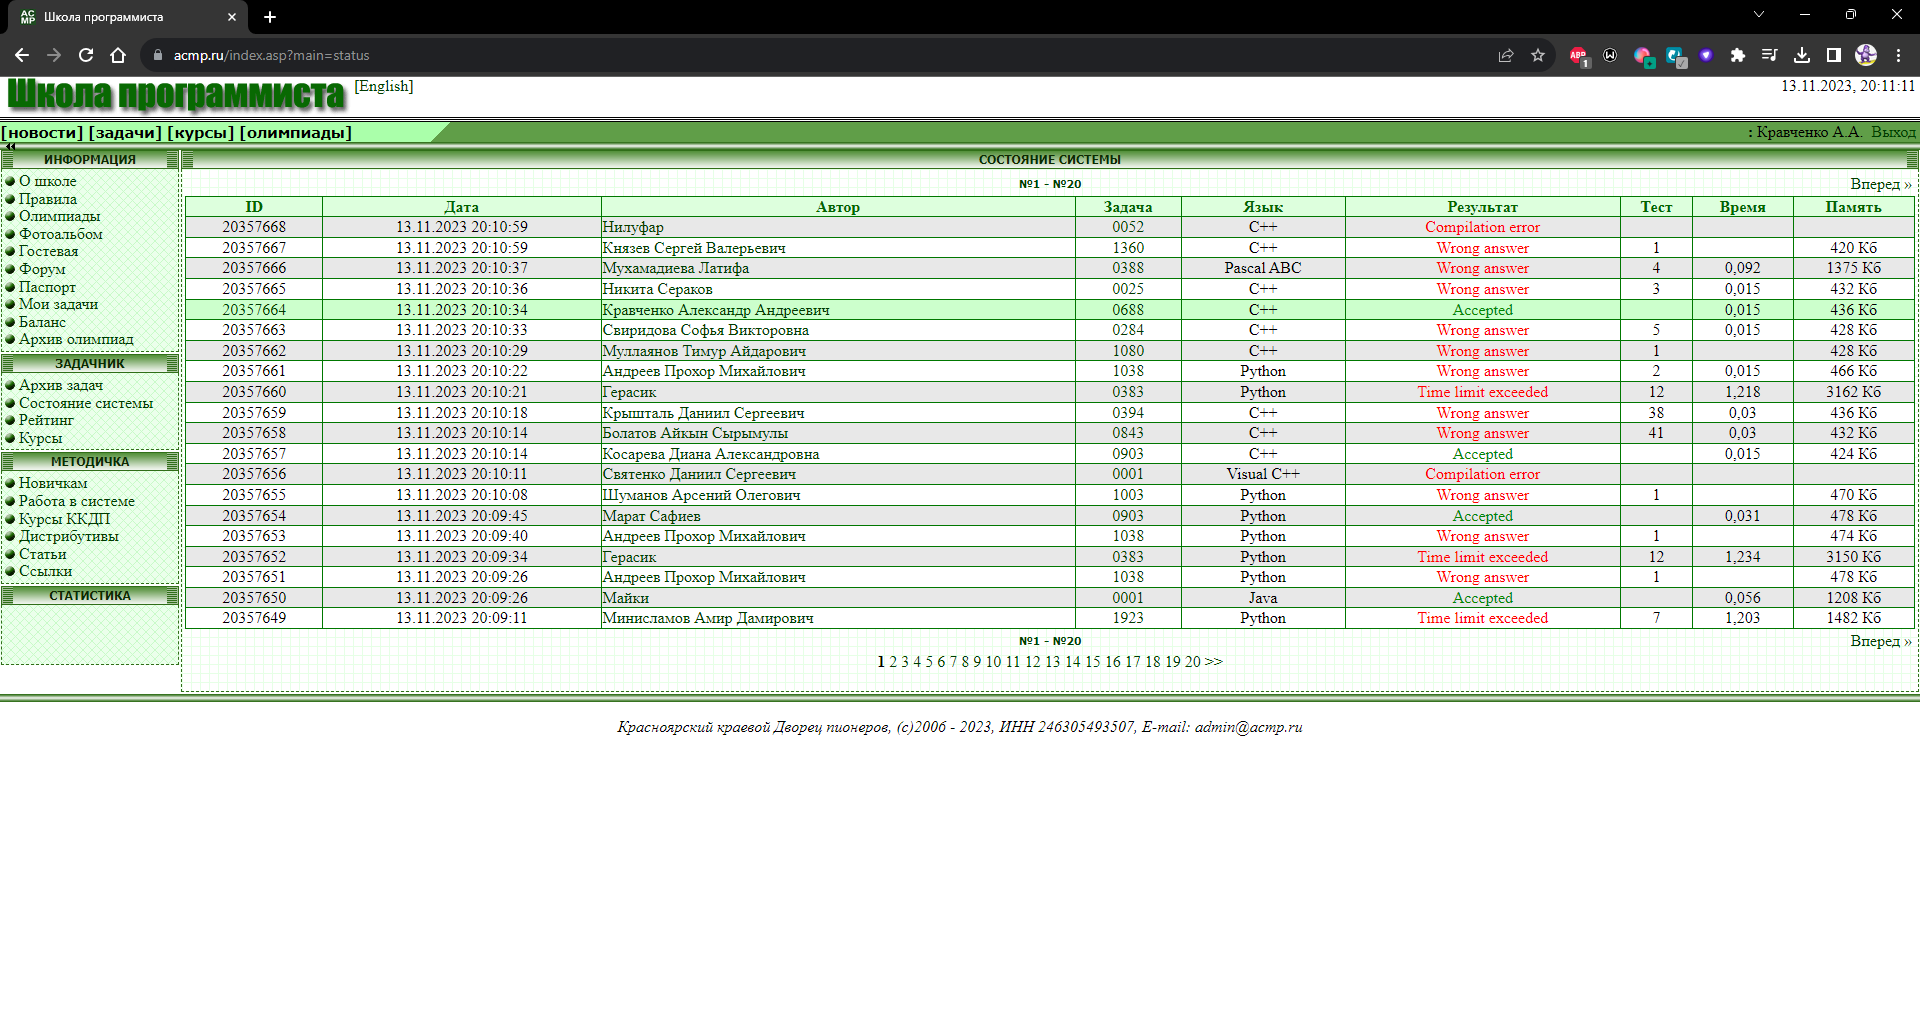 Школа программиста
acmp.ru/index.asp?main=status
Школа программиста [English] 13.11.2023, 20:11:11
[новости] [задачи] [курсы] [олимпиады] : Кравченко А.А. Выход
ИНФОРМАЦИЯ
О школе
Правила
Олимпиады
Фотоальбом
Гостевая
Форум
Паспорт
Мои задачи
Баланс
Архив олимпиад
ЗАДАЧНИК
Архив задач
Состояние системы
Рейтинг
Курсы
МЕТОДИЧКА
Новичкам
Работа в системе
Курсы ККДП
Дистрибутивы
Статьи
Ссылки
СТАТИСТИКА
СОСТОЯНИЕ СИСТЕМЫ
№1 - №20 Вперед »
ID Дата Автор Задача Язык Результат Тест Время Память
20357668 13.11.2023 20:10:59 Нилуфар 0052 C++ Compilation error
20357667 13.11.2023 20:10:59 Князев Сергей Валерьевич 1360 C++ Wrong answer 1 420 Кб
20357666 13.11.2023 20:10:37 Мухамадиева Латифа 0388 Pascal ABC Wrong answer 4 0,092 1375 Кб
20357665 13.11.2023 20:10:36 Никита Сераков 0025 C++ Wrong answer 3 0,015 432 Кб
20357664 13.11.2023 20:10:34 Кравченко Александр Андреевич 0688 C++ Accepted 0,015 436 Кб
20357663 13.11.2023 20:10:33 Свиридова Софья Викторовна 0284 C++ Wrong answer 5 0,015 428 Кб
20357662 13.11.2023 20:10:29 Муллаянов Тимур Айдарович 1080 C++ Wrong answer 1 428 Кб
20357661 13.11.2023 20:10:22 Андреев Прохор Михайлович 1038 Python Wrong answer 2 0,015 466 Кб
20357660 13.11.2023 20:10:21 Герасик 0383 Python Time limit exceeded 12 1,218 3162 Кб
20357659 13.11.2023 20:10:18 Крышталь Даниил Сергеевич 0394 C++ Wrong answer 38 0,03 436 Кб
20357658 13.11.2023 20:10:14 Болатов Айкын Сырымулы 0843 C++ Wrong answer 41 0,03 432 Кб
20357657 13.11.2023 20:10:14 Косарева Диана Александровна 0903 C++ Accepted 0,015 424 Кб
20357656 13.11.2023 20:10:11 Святенко Даниил Сергеевич 0001 Visual C++ Compilation error
20357655 13.11.2023 20:10:08 Шуманов Арсений Олегович 1003 Python Wrong answer 1 470 Кб
20357654 13.11.2023 20:09:45 Марат Сафиев 0903 Python Accepted 0,031 478 Кб
20357653 13.11.2023 20:09:40 Андреев Прохор Михайлович 1038 Python Wrong answer 1 474 Кб
20357652 13.11.2023 20:09:34 Герасик 0383 Python Time limit exceeded 12 1,234 3150 Кб
20357651 13.11.2023 20:09:26 Андреев Прохор Михайлович 1038 Python Wrong answer 1 478 Кб
20357650 13.11.2023 20:09:26 Майки 0001 Java Accepted 0,056 1208 Кб
20357649 13.11.2023 20:09:11 Минисламов Амир Дамирович 1923 Python Time limit exceeded 7 1,203 1482 Кб
№1 - №20 Вперед »
1 2 3 4 5 6 7 8 9 10 11 12 13 14 15 16 17 18 19 20 >>
Красноярский краевой Дворец пионеров, (c)2006 - 2023, ИНН 246305493507, E-mail: admin@acmp.ru